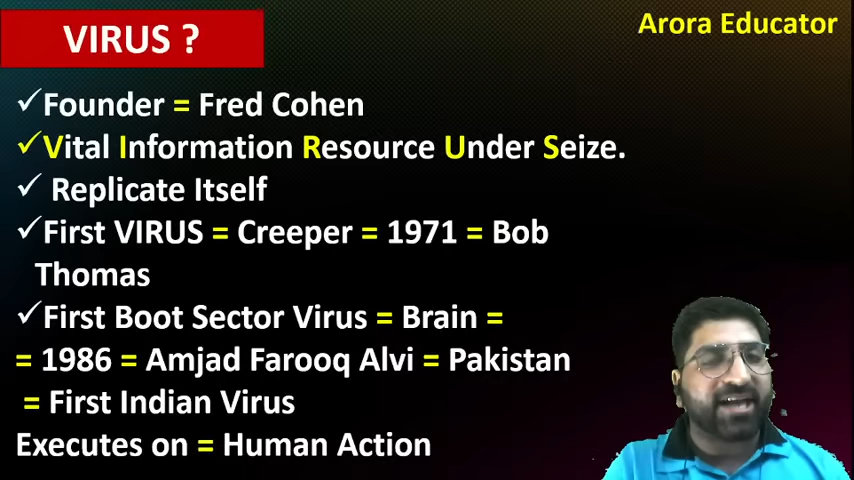 VIRUS ?
Arora Educator
✓Founder = Fred Cohen
✓Vital Information Resource Under Seize.
✓ Replicate Itself
✓First VIRUS = Creeper = 1971 = Bob
Thomas
✓First Boot Sector Virus = Brain =
= 1986 = Amjad Farooq Alvi = Pakistan
= First Indian Virus
Executes on = Human Action